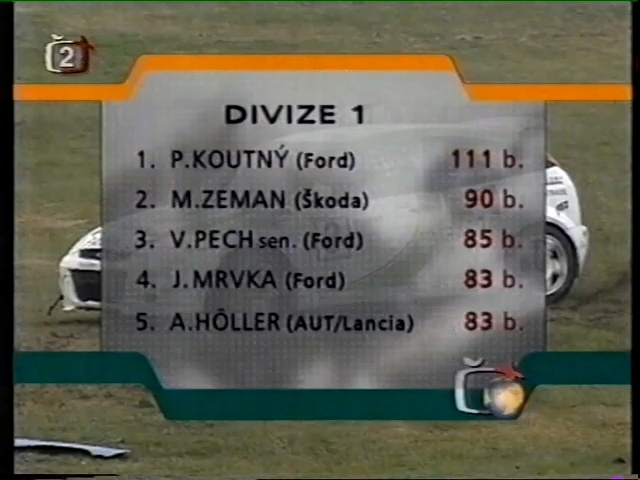 2
DIVIZE 1
1. P.KOUTNÝ (Ford) 111 b.
2. M.ZEMAN (Škoda) 90 b.
3. V.PECH sen. (Ford) 85 b.
4. J.MRVKA (Ford) 83 b.
5. A.HÖLLER (AUT/Lancia) 83 b.